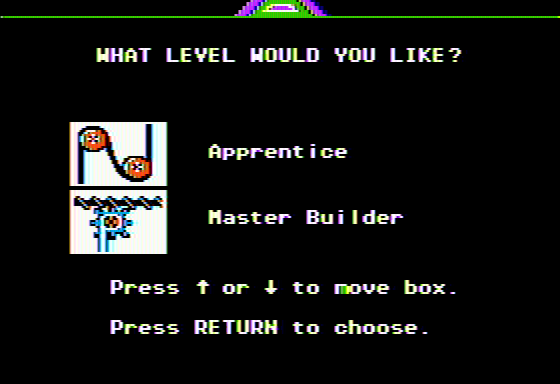 WHAT LEVEL WOULD YOU LIKE?
Apprentice
Master Builder
Press ↑ or ↓ to move box.
Press RETURN to choose.